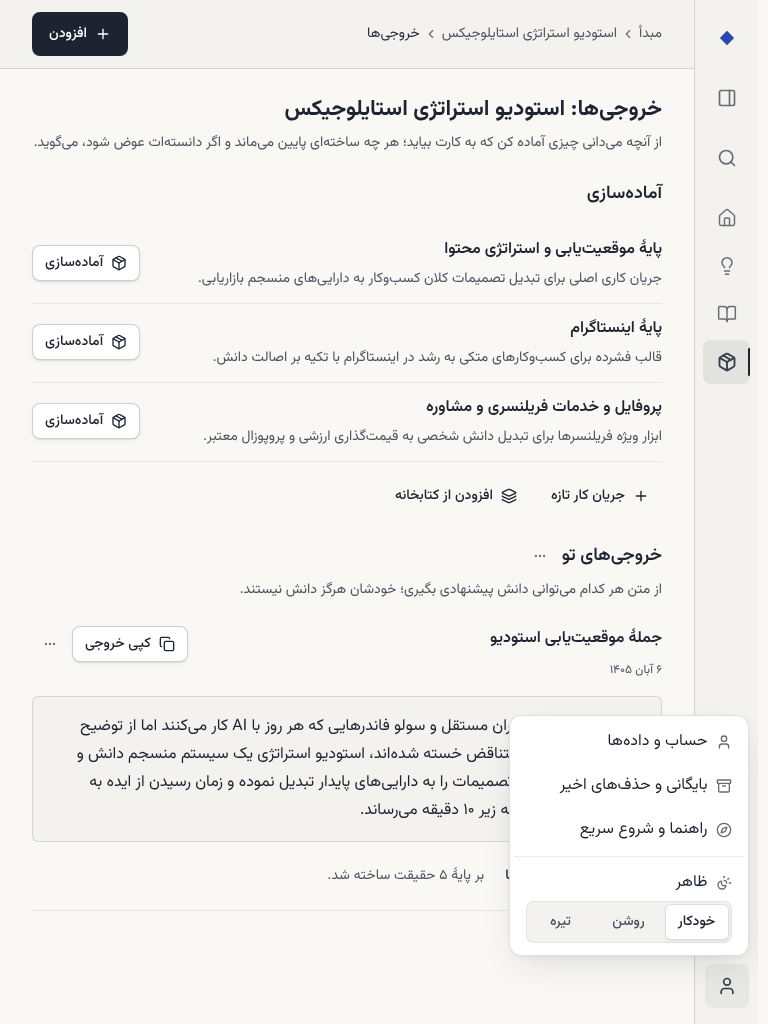 مبدأ
استودیو استراتژی استایلوجیکس
خروجی‌ها
افزودن
خروجی‌ها: استودیو استراتژی استایلوجیکس
از آنچه می‌دانی چیزی آماده کن که به کارت بیاید؛ هر چه ساخته‌ای پایین می‌ماند و اگر دانسته‌ات عوض شود، می‌گوید.
آماده‌سازی
پایهٔ موقعیت‌یابی و استراتژی محتوا
جریان کاری اصلی برای تبدیل تصمیمات کلان کسب‌وکار به دارایی‌های منسجم بازاریابی.
آماده‌سازی
پایهٔ اینستاگرام
قالب فشرده برای کسب‌وکارهای متکی به رشد در اینستاگرام با تکیه بر اصالت دانش.
آماده‌سازی
پروفایل و خدمات فریلنسری و مشاوره
ابزار ویژه فریلنسرها برای تبدیل دانش شخصی به قیمت‌گذاری ارزشی و پروپوزال معتبر.
آماده‌سازی
جریان کار تازه
افزودن از کتابخانه
خروجی‌های تو
از متن هر کدام می‌توانی دانش پیشنهادی بگیری؛ خودشان هرگز دانش نیستند.
جملهٔ موقعیت‌یابی استودیو
۶ آبان ۱۴۰۵
کپی خروجی
مستقل و سولو فاندرهایی که هر روز با AI کار می‌کنند اما از توضیح
خسته شده‌اند، استودیو استراتژی یک سیستم منسجم دانش و
تصمیمات را به دارایی‌های پایدار تبدیل نموده و زمان رسیدن از ایده به
زیر ۱۰ دقیقه می‌رساند.
بر پایهٔ ۵ حقیقت ساخته شد.
حساب و داده‌ها
بایگانی و حذف‌های اخیر
راهنما و شروع سریع
ظاهر
خودکار
روشن
تیره